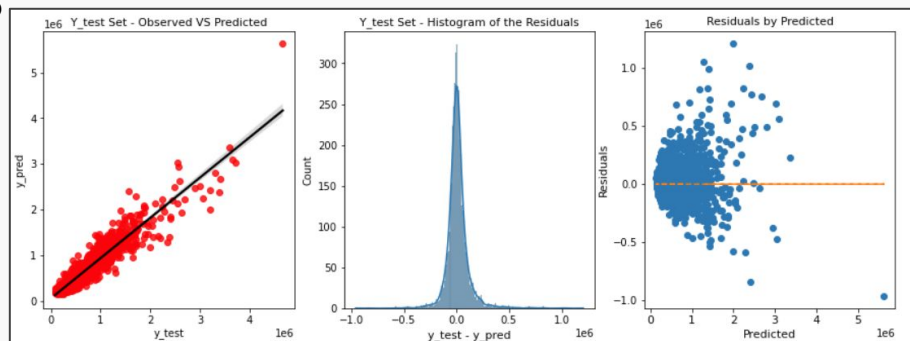 Y_test Set - Observed VS Predicted
1e6
5
4
3
2
1
0
y_pred
0
1
2
3
4
1e6
y_test
Y_test Set - Histogram of the Residuals
300
250
200
150
100
50
0
Count
-1.0
-0.5
0.0
0.5
1.0
1e6
y_test - y_pred
Residuals by Predicted
1e6
1.0
0.5
0.0
-0.5
-1.0
Residuals
0
1
2
3
4
5
1e6
Predicted